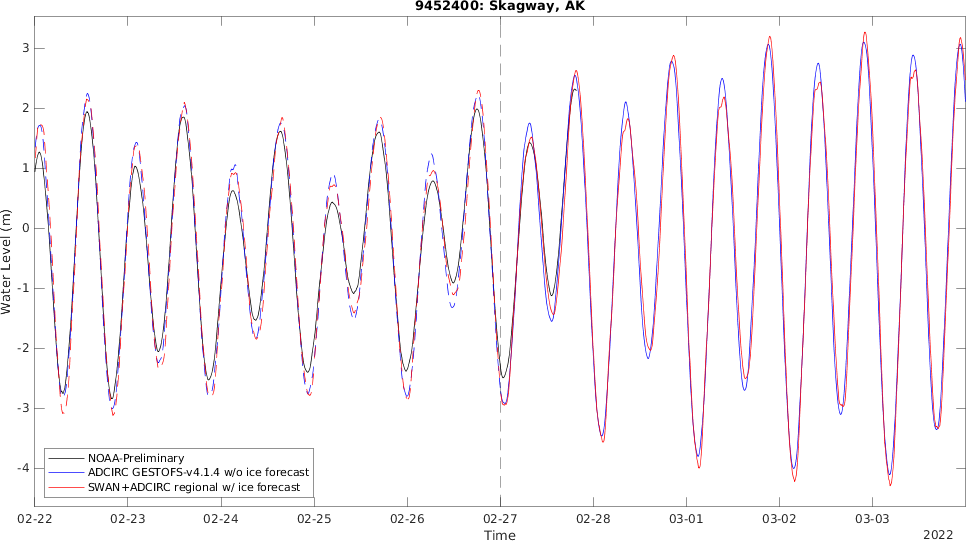 9452400: Skagway, AK
Water Level (m)
3
2
1
0
-1
-2
-3
-4
NOAA-Preliminary
ADCIRC GESTOFS-v4.1.4 w/o ice forecast
SWAN+ADCIRC regional w/ ice forecast
02-22 02-23 02-24 02-25 02-26 02-27 02-28 03-01 03-02 03-03
Time
2022